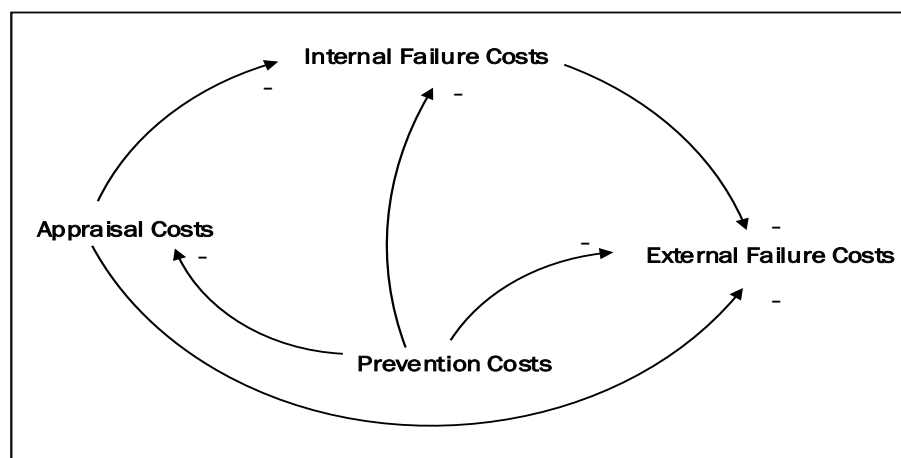 Internal Failure Costs
-
-
Appraisal Costs
-
-
-
External Failure Costs
-
Prevention Costs